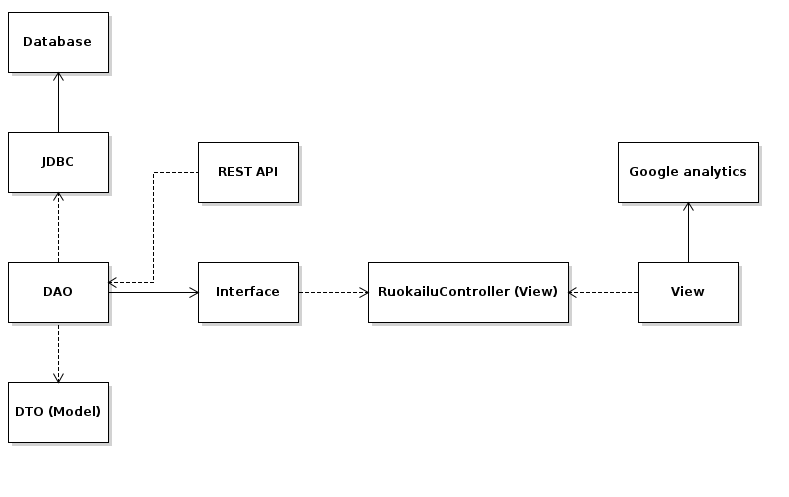 Database
JDBC
REST API
Google analytics
DAO
Interface
RuokailuController (View)
View
DTO (Model)